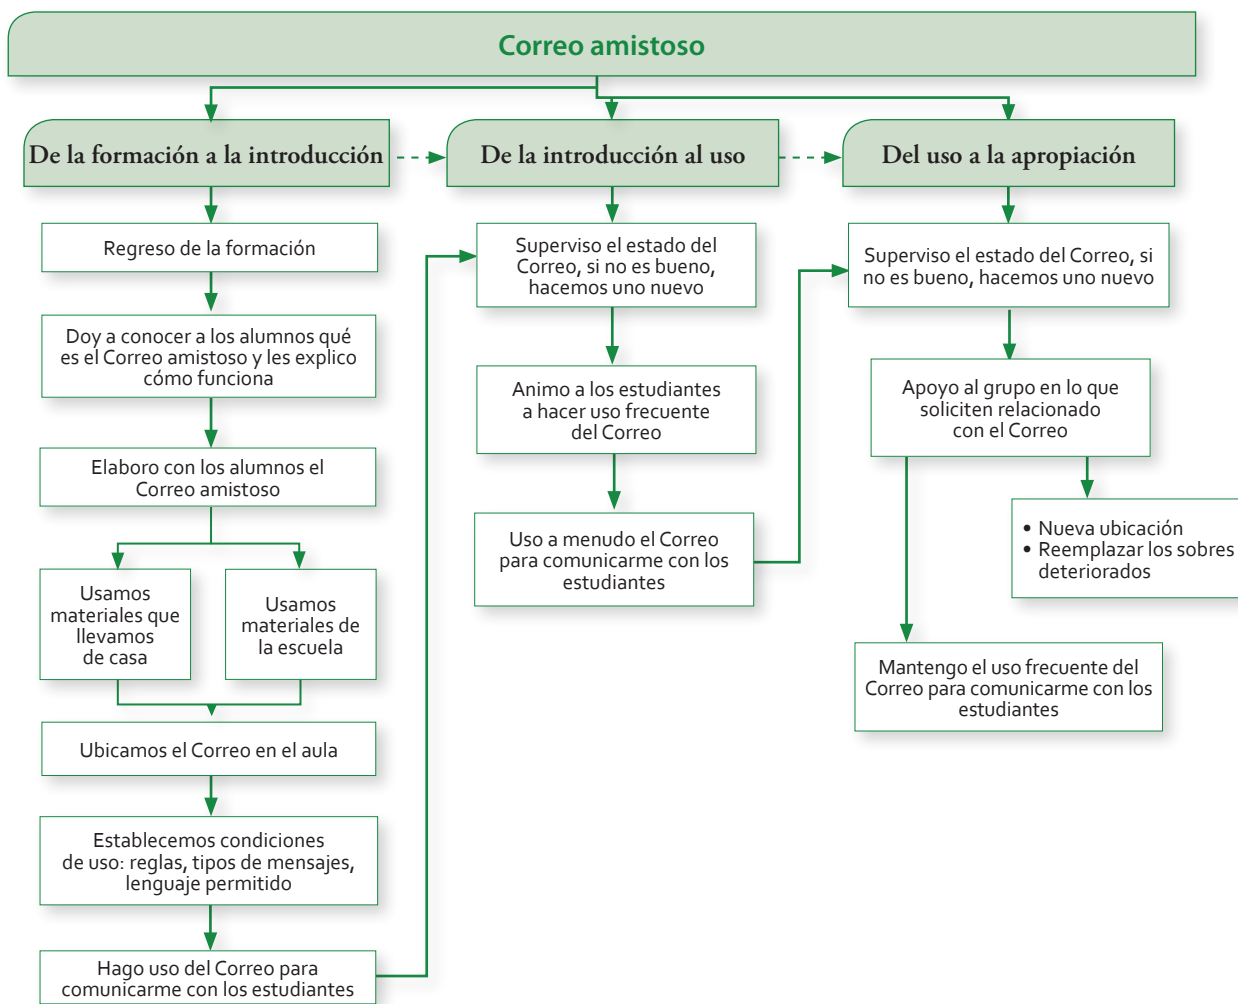 Correo amistoso
De la formación a la introducción
De la introducción al uso
Del uso a la apropiación
Regreso de la formación
Doy a conocer a los alumnos qué
es el Correo amistoso y les explico
cómo funciona
Elaboro con los alumnos el
Correo amistoso
Usamos
materiales que
llevamos
de casa
Usamos
materiales de
la escuela
Ubicamos el Correo en el aula
Establecemos condiciones
de uso: reglas, tipos de mensajes,
lenguaje permitido
Hago uso del Correo para
comunicarme con los estudiantes
Superviso el estado del
Correo, si no es bueno,
hacemos uno nuevo
Animo a los estudiantes
a hacer uso frecuente
del Correo
Uso a menudo el Correo
para comunicarme con los
estudiantes
Superviso el estado del Correo, si
no es bueno, hacemos uno nuevo
Apoyo al grupo en lo que
soliciten relacionado
con el Correo
• Nueva ubicación
• Reemplazar los sobres
deteriorados
Mantengo el uso frecuente del
Correo para comunicarme con los
estudiantes